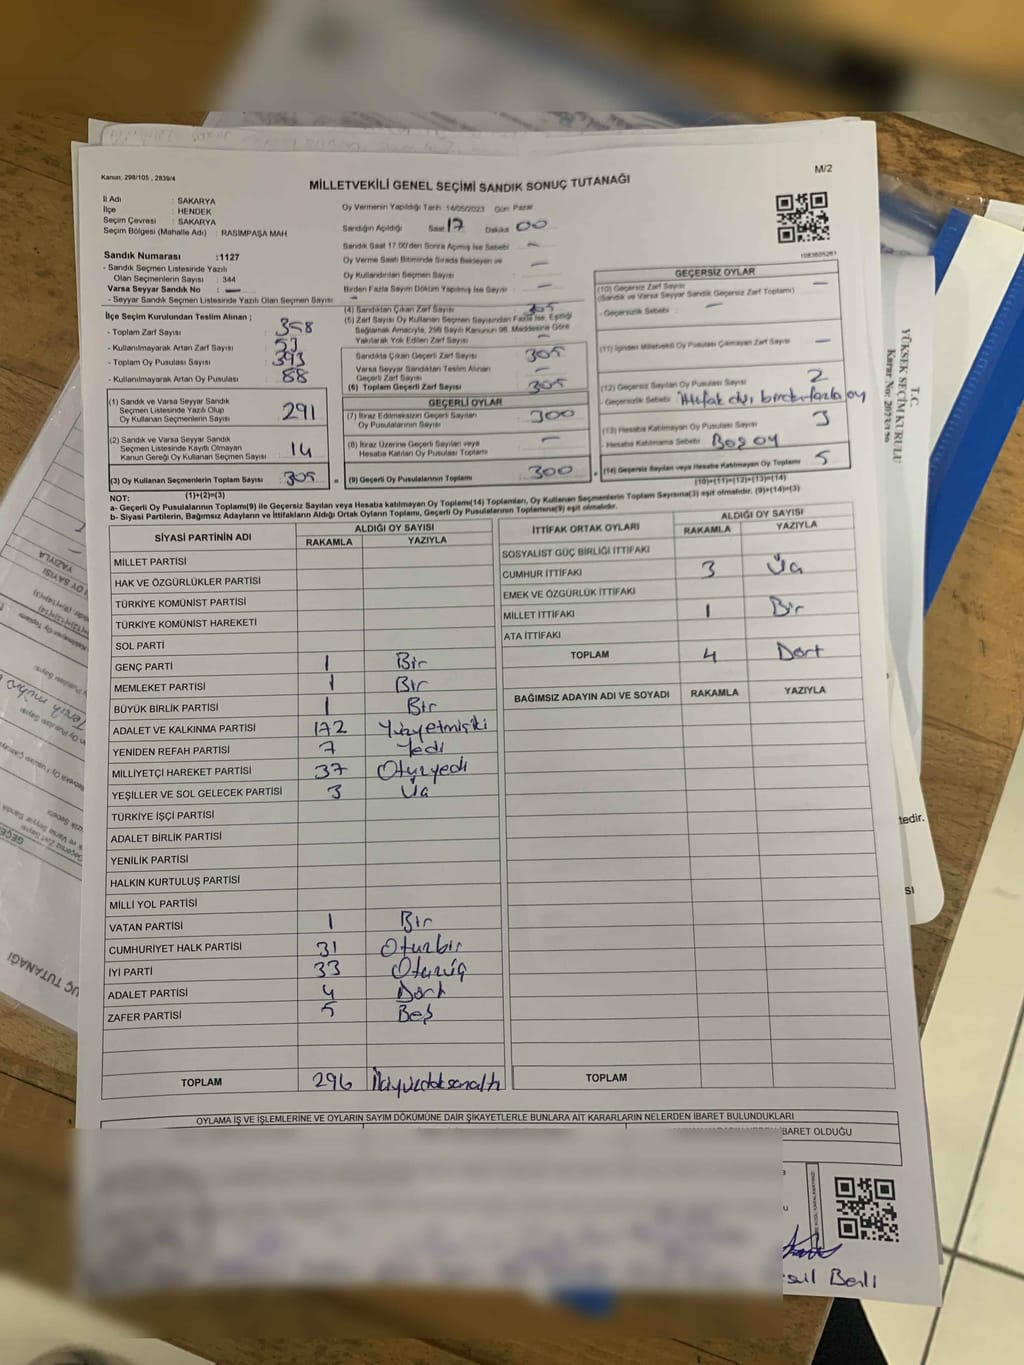 Kanun: 298/105 , 2839/4
M/2
MİLLETVEKİLİ GENEL SEÇİMİ SANDIK SONUÇ TUTANAĞI
İl Adı : SAKARYA
İlçe : HENDEK
Seçim Çevresi : SAKARYA
Seçim Bölgesi (Mahalle Adı) : RASİMPAŞA MAH.
Sandık Numarası :1127
- Sandık Seçmen Listesinde Yazılı
Olan Seçmenlerin Sayısı : 344
Varsa Seyyar Sandık No : —
- Seyyar Sandık Seçmen Listesinde Yazılı Olan Seçmen Sayısı : —
İlçe Seçim Kurulundan Teslim Alınan ;
- Toplam Zarf Sayısı : 358
- Kullanılmayarak Artan Zarf Sayısı : 53
- Toplam Oy Pusulası Sayısı : 393
- Kullanılmayarak Artan Oy Pusulası : 88
(1) Sandık ve Varsa Seyyar Sandık
Seçmen Listesinde Yazılı Olup
Oy Kullanan Seçmenlerin Sayısı : 291
(2) Sandık ve Varsa Seyyar Sandık
Seçmen Listesinde Kayıtlı Olmayan
Kanun Gereği Oy Kullanan Seçmen Sayısı : 14
(3) Oy Kullanan Seçmenlerin Toplam Sayısı : 305
(1)+(2)=(3)
Oy Vermenin Yapıldığı Tarih :14/05/2023 Gün: Pazar
Sandığın Açıldığı Saat 17 Dakika 00
Sandık Saat 17.00'den Sonra Açılmış İse Sebebi : —
Oy Verme Saati Bitiminde Sırada Bekleyen ve
Oy Kullandırılan Seçmen Sayısı : —
Birden Fazla Sayım Döküm Yapılmış İse Sayısı : —
(4) Sandıktan Çıkan Zarf Sayısı : 305
(5) Zarf Sayısı Oy Kullanan Seçmen Sayısından Fazla İse, Eşitliği
Sağlamak Amacıyla, 298 Sayılı Kanunun 98. Maddesine Göre
Yakılarak Yok Edilen Zarf Sayısı : —
Sandıkta Çıkan Geçerli Zarf Sayısı : 305
Varsa Seyyar Sandıktan Teslim Alınan
Geçerli Zarf Sayısı : —
(6) Toplam Geçerli Zarf Sayısı : 305
GEÇERLİ OYLAR
(7) İtiraz Edilmeksizin Geçerli Sayılan
Oy Pusulalarının Sayısı : 300
(8) İtiraz Üzerine Geçerli Sayılan veya
Hesaba Katılan Oy Pusulası Toplamı : —
= (9) Geçerli Oy Pusulalarının Toplamı : 300
1083605261
GEÇERSİZ OYLAR
(10) Geçersiz Zarf Sayısı : —
(Sandık ve Varsa Seyyar Sandık Geçersiz Zarf Toplamı)
- Geçersizlik Sebebi : —
(11) İçinden Milletvekili Oy Pusulası Çıkmayan Zarf Sayısı : —
(12) Geçersiz Sayılan Oy Pusulası Sayısı : 2
- Geçersizlik Sebebi : İttifak dışı birden fazla oy
(13) Hesaba Katılmayan Oy Pusulası Sayısı : 3
Hesaba Katılmama Sebebi : Boş oy
+ (14) Geçersiz Sayılan veya Hesaba Katılmayan Oy Toplamı : 5
(10)+(11)+(12)+(13)=(14)
NOT:
a- Geçerli Oy Pusulalarının Toplamı(9) ile Geçersiz Sayılan veya Hesaba Katılmayan Oy Toplamı(14) Toplamları, Oy Kullanan Seçmenlerin Toplam Sayısına(3) eşit olmalıdır. (9)+(14)=(3)
b- Siyasi Partilerin, Bağımsız Adayların ve İttifakların Aldığı Ortak Oyların Toplamı, Geçerli Oy Pusulalarının Toplamına(9) eşit olmalıdır.
SİYASİ PARTİNİN ADI
ALDIĞI OY SAYISI
RAKAMLA YAZIYLA
MİLLET PARTİSİ
HAK VE ÖZGÜRLÜKLER PARTİSİ
TÜRKİYE KOMÜNİST PARTİSİ
TÜRKİYE KOMÜNİST HAREKETİ
SOL PARTİ
GENÇ PARTİ 1 Bir
MEMLEKET PARTİSİ 1 Bir
BÜYÜK BİRLİK PARTİSİ 1 Bir
ADALET VE KALKINMA PARTİSİ 172 Yüzyetmişiki
YENİDEN REFAH PARTİSİ 7 Yedi
MİLLİYETÇİ HAREKET PARTİSİ 37 Otuzyedi
YEŞİLLER VE SOL GELECEK PARTİSİ 3 Üç
TÜRKİYE İŞÇİ PARTİSİ
ADALET BİRLİK PARTİSİ
YENİLİK PARTİSİ
HALKIN KURTULUŞ PARTİSİ
MİLLİ YOL PARTİSİ
VATAN PARTİSİ 1 Bir
CUMHURİYET HALK PARTİSİ 31 Otuzbir
İYİ PARTİ 33 Otuzüç
ADALET PARTİSİ 4 Dört
ZAFER PARTİSİ 5 Beş
TOPLAM 296 İkiyüzdoksanaltı
İTTİFAK ORTAK OYLARI
ALDIĞI OY SAYISI
RAKAMLA YAZIYLA
SOSYALİST GÜÇ BİRLİĞİ İTTİFAKI
CUMHUR İTTİFAKI 3 Üç
EMEK VE ÖZGÜRLÜK İTTİFAKI
MİLLET İTTİFAKI 1 Bir
ATA İTTİFAKI
TOPLAM 4 Dört
BAĞIMSIZ ADAYIN ADI VE SOYADI RAKAMLA YAZIYLA
TOPLAM
OYLAMA İŞ VE İŞLEMLERİNE VE OYLARIN SAYIM DÖKÜMÜNE DAİR ŞİKAYETLERLE BUNLARA AİT KARARLARIN NELERDEN İBARET BULUNDUKLARI
İBARET OLDUĞU
T.C.
YÜKSEK SEÇİM KURULU
tedir.